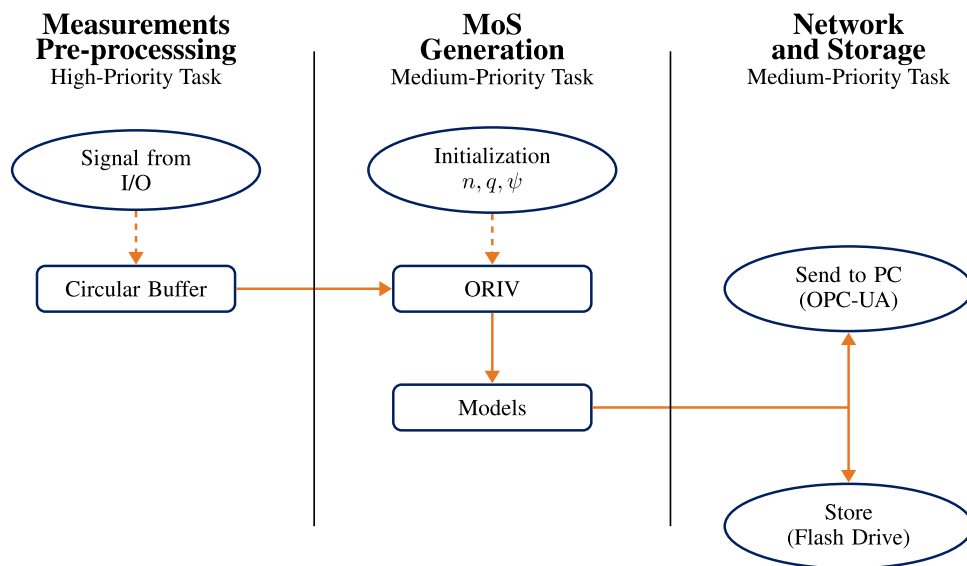 Measurements
Pre-processsing
High-Priority Task
Signal from
I/O
Circular Buffer
MoS
Generation
Medium-Priority Task
Initialization
n, q, ψ
ORIV
Models
Network
and Storage
Medium-Priority Task
Send to PC
(OPC-UA)
Store
(Flash Drive)